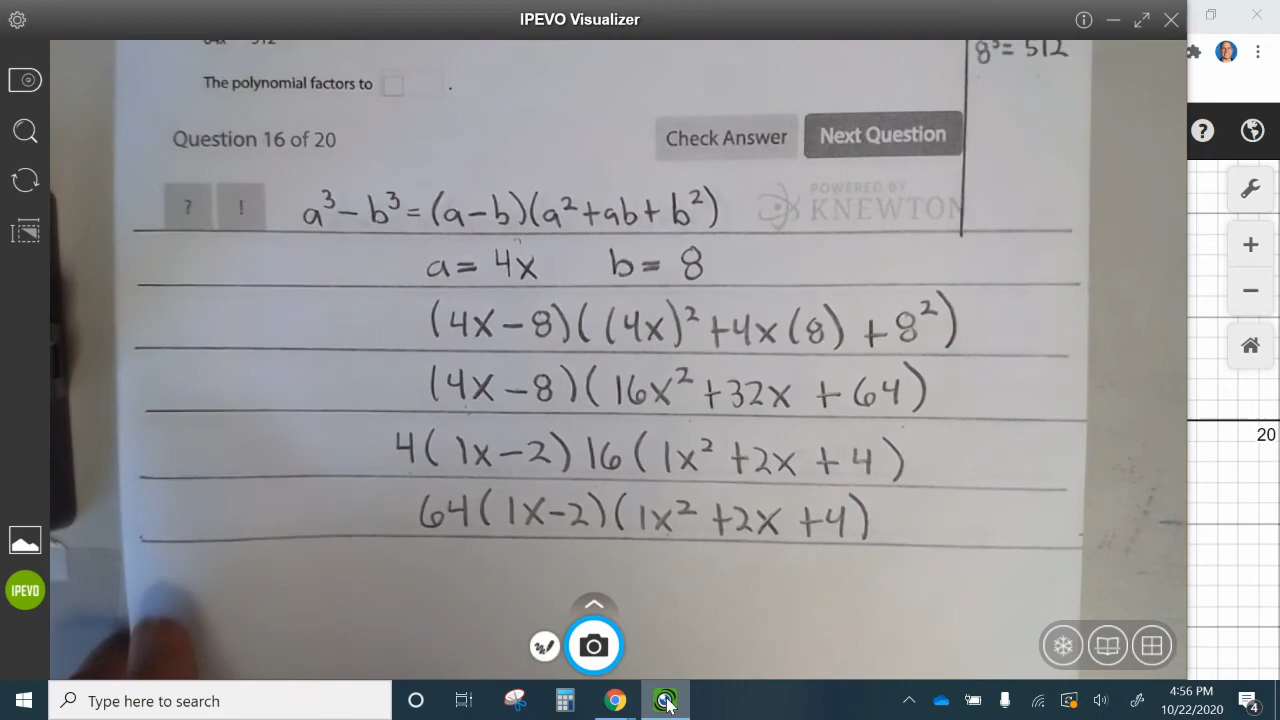 IPEVO Visualizer
8³ = 512
The polynomial factors to ☐ .
Question 16 of 20
Check Answer
Next Question
? !
POWERED BY
KNEWTON
a³ – b³ = (a – b)(a² + ab + b²)
a = 4x b = 8
(4x – 8)((4x)² + 4x(8) + 8²)
(4x – 8)(16x² + 32x + 64)
4(1x – 2) 16(1x² + 2x + 4)
64(1x – 2)(1x² + 2x + 4)
20
IPEVO
Type here to search
4:56 PM
10/22/2020
4